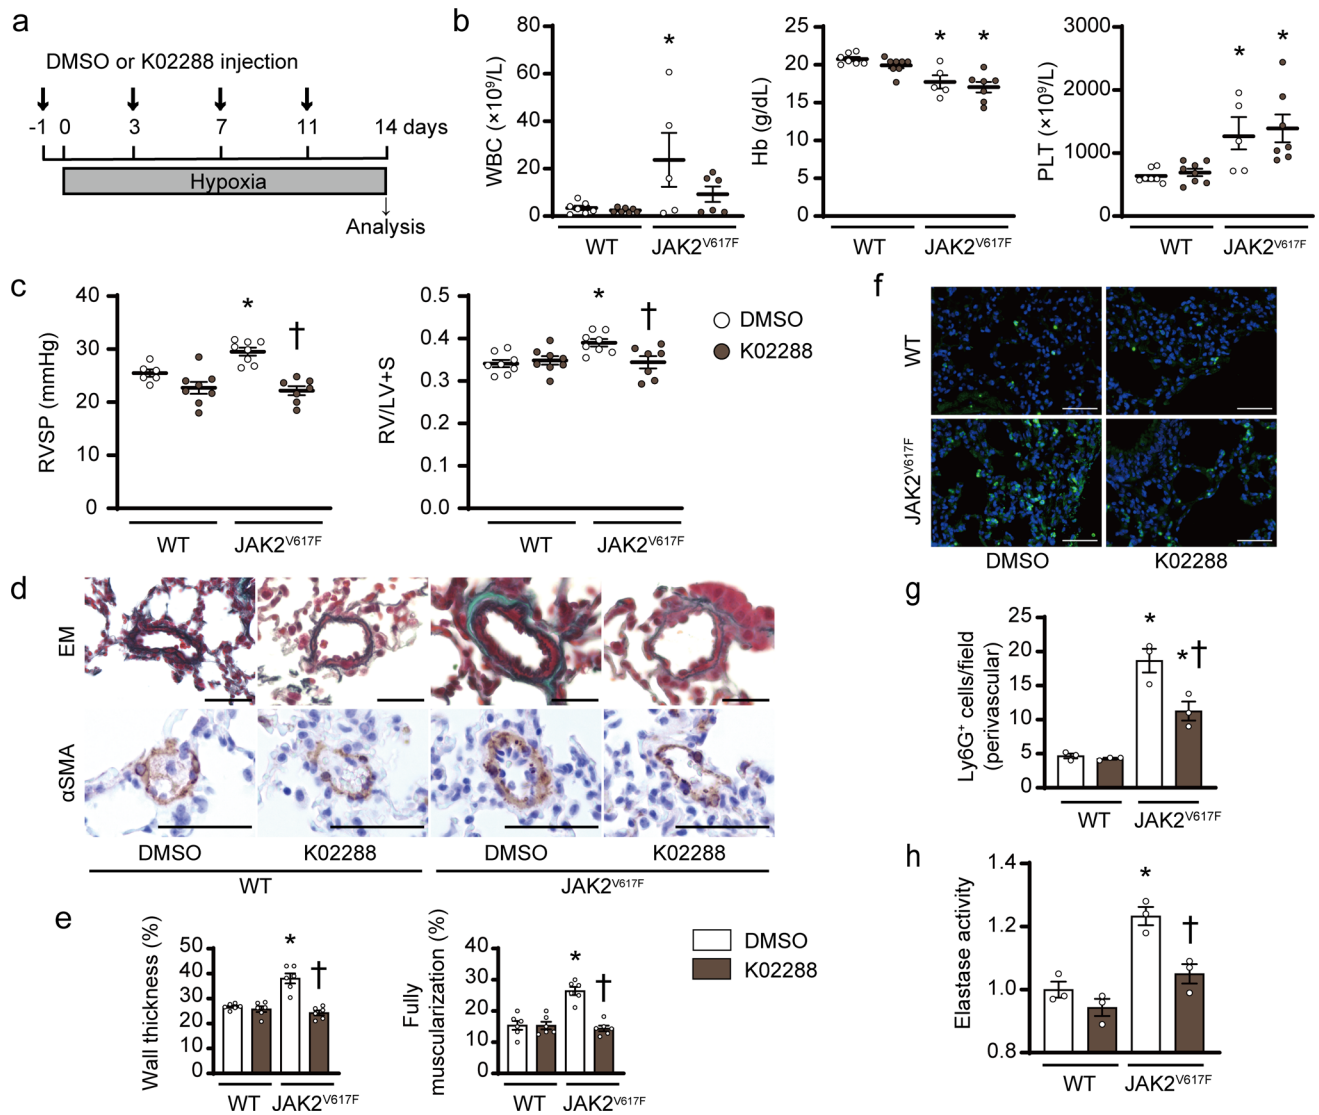 a
DMSO or K02288 injection
-1 0 3 7 11 14 days
Hypoxia
Analysis
b
WBC (×10⁹/L)
80
60
40
20
0
*
WT JAK2V617F
Hb (g/dL)
25
20
15
10
5
0
* *
WT JAK2V617F
PLT (×10⁹/L)
3000
2000
1000
0
* *
WT JAK2V617F
c
RVSP (mmHg)
40
30
20
10
0
* †
WT JAK2V617F
RV/LV+S
0.5
0.4
0.3
0.2
0.1
0.0
* †
WT JAK2V617F
DMSO
K02288
f
WT
JAK2V617F
DMSO K02288
d
EM
αSMA
DMSO K02288 DMSO K02288
WT JAK2V617F
g
Ly6G⁺ cells/field
(perivascular)
25
20
15
10
5
0
* *†
WT JAK2V617F
e
Wall thickness (%)
50
40
30
20
10
0
* †
WT JAK2V617F
Fully
muscularization (%)
40
30
20
10
0
* †
WT JAK2V617F
DMSO
K02288
h
Elastase activity
1.4
1.2
1.0
0.8
* †
WT JAK2V617F